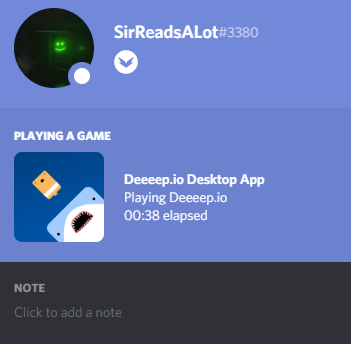 SirReadsALot#3380
PLAYING A GAME
Deeeep.io Desktop App
Playing Deeeep.io
00:38 elapsed
NOTE
Click to add a note